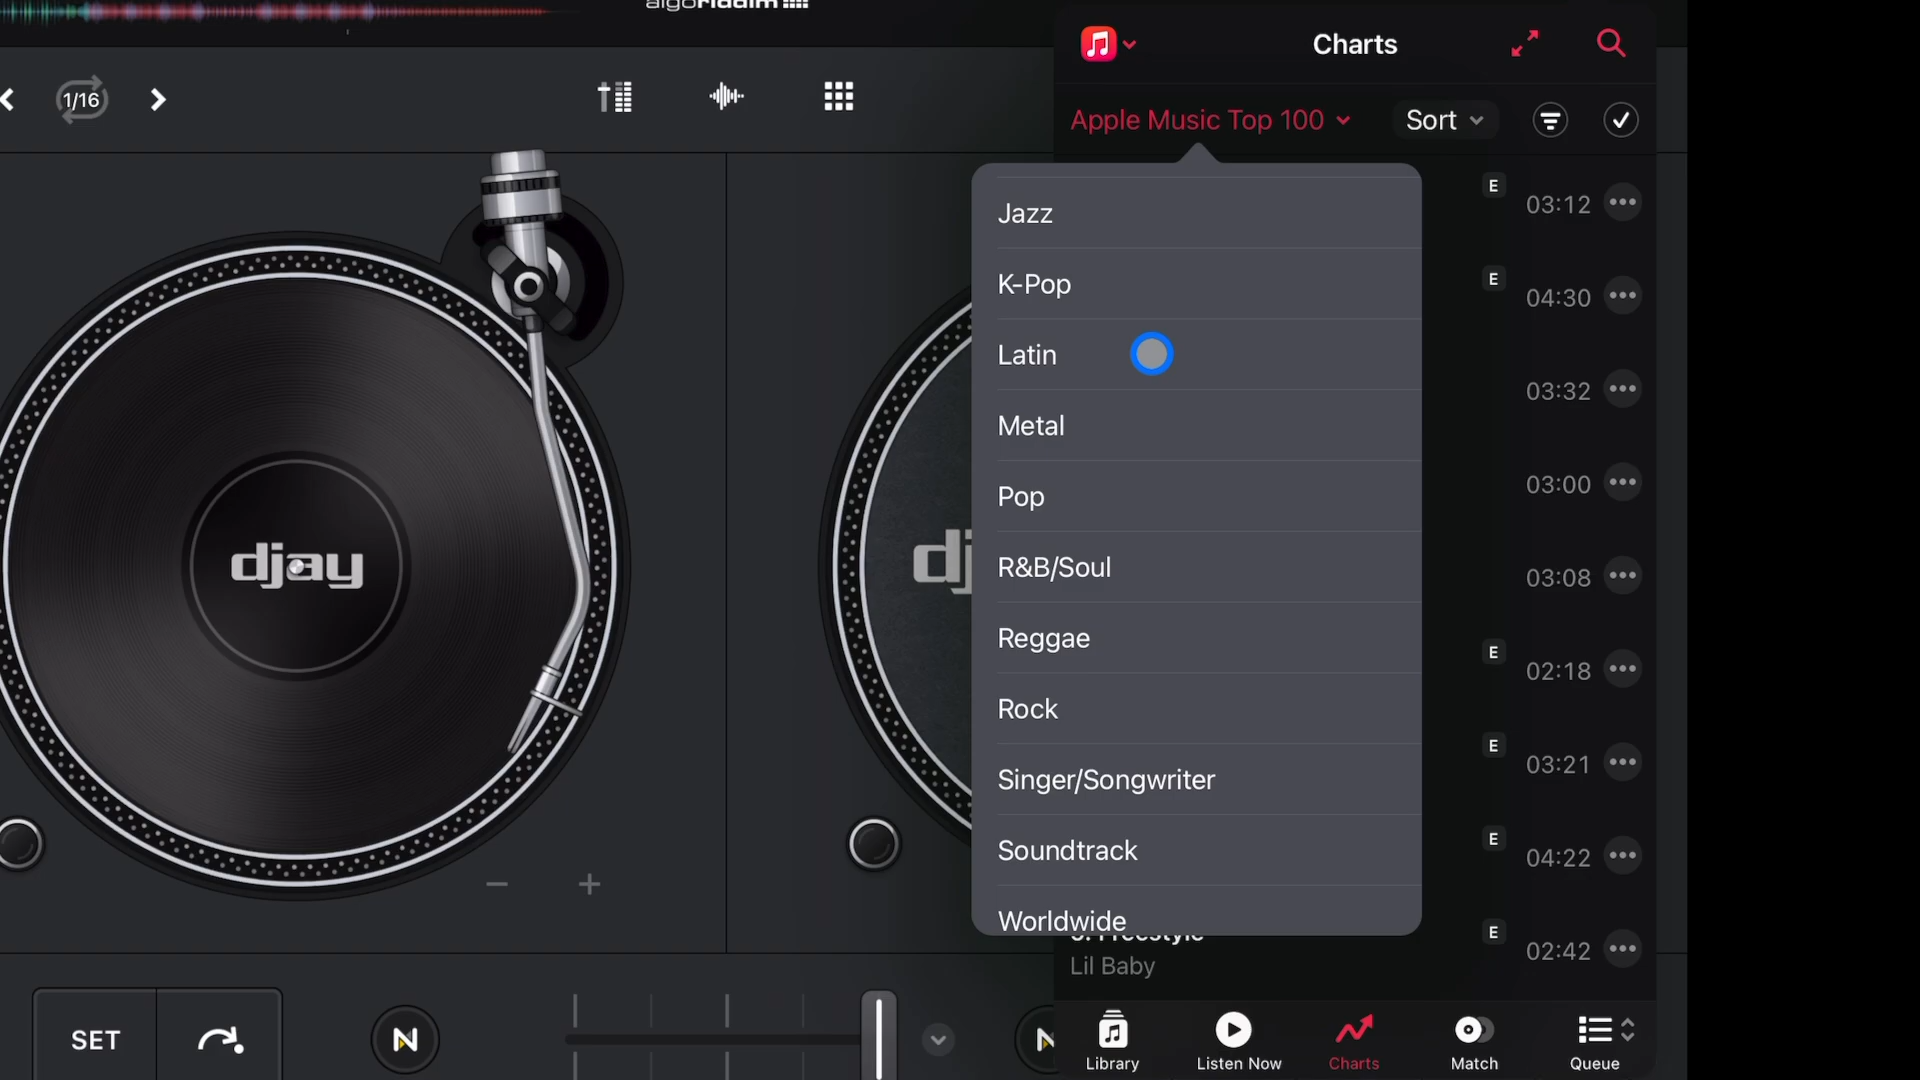 algoriddim
Charts
1/16
Apple Music Top 100
Sort
Jazz
E
03:12
K-Pop
E
04:30
Latin
03:32
Metal
Pop
03:00
djay
dj
R&B/Soul
03:08
Reggae
E
02:18
Rock
E
03:21
Singer/Songwriter
Soundtrack
E
04:22
Worldwide
Freestyle
E
02:42
Lil Baby
SET
N
N
Library
Listen Now
Charts
Match
Queue